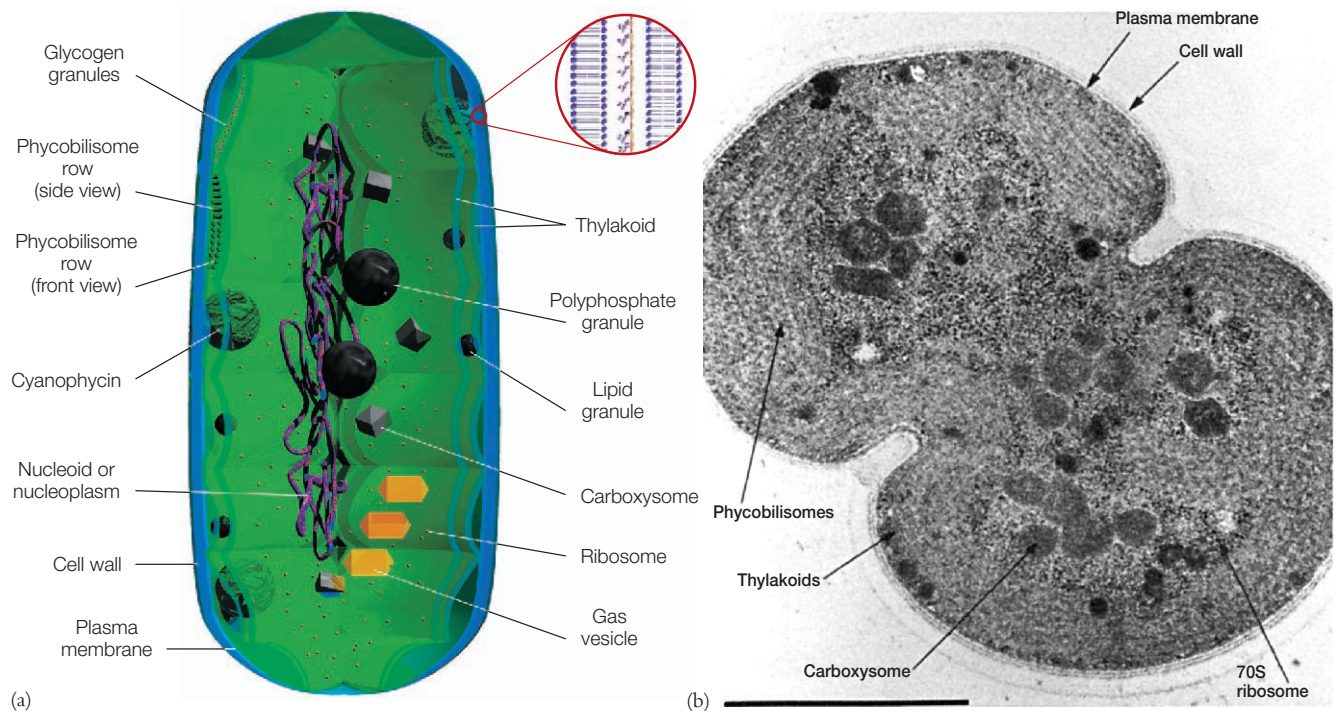 Glycogen
granules
Phycobilisome
row
(side view)
Phycobilisome
row
(front view)
Cyanophycin
Nucleoid or
nucleoplasm
Cell wall
Plasma
membrane
(a)
Thylakoid
Polyphosphate
granule
Lipid
granule
Carboxysome
Ribosome
Gas
vesicle
Plasma membrane
Cell wall
Phycobilisomes
Thylakoids
Carboxysome
70S
ribosome
(b)